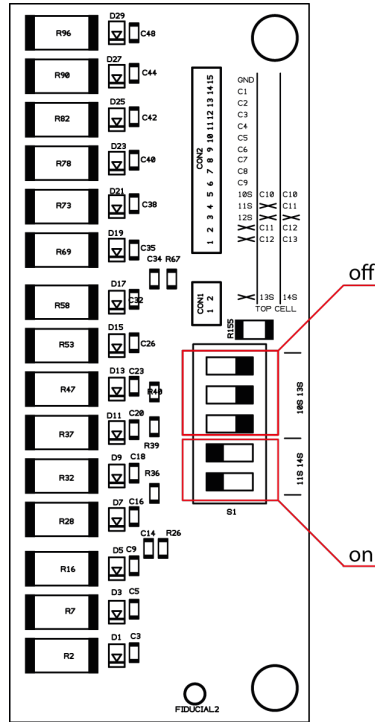 D29
R96
C48
D27
R90
C44
D25
R82
C42
D23
R78
C40
D21
R73
C38
D19
R69
C35
C34 R67
D17
R58
C32
D15
R53
C26
D13 C23
R47
R40
D11 C20
R37
R39
D9 C18
R32
R36
D7 C16
R28
C14 R26
D5 C9
R16
D3 C5
R7
D1 C3
R2
CON2
1 2 3 4 5 6 7 8 9 10 11 12 13 14 15
GND
C1
C2
C3
C4
C5
C6
C7
C8
C9
10S C10 C10
11S C11
12S
C11 C12
C12 C13
13S 14S
TOP CELL
CON1
1 2
R155
10S 13S
11S 14S
S1
off
on
FIDUCIAL2